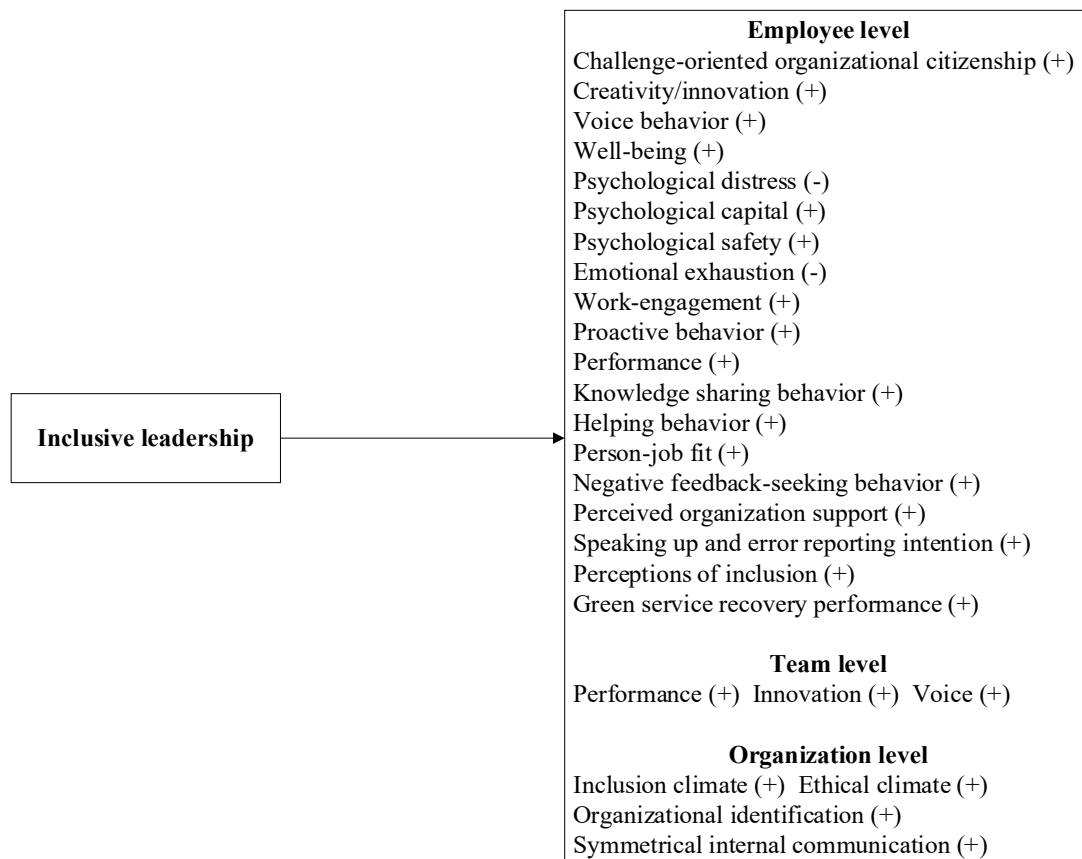 Employee level
Challenge-oriented organizational citizenship (+)
Creativity/innovation (+)
Voice behavior (+)
Well-being (+)
Psychological distress (-)
Psychological capital (+)
Psychological safety (+)
Emotional exhaustion (-)
Work-engagement (+)
Proactive behavior (+)
Performance (+)
Knowledge sharing behavior (+)
Helping behavior (+)
Person-job fit (+)
Negative feedback-seeking behavior (+)
Perceived organization support (+)
Speaking up and error reporting intention (+)
Perceptions of inclusion (+)
Green service recovery performance (+)
Team level
Performance (+)  Innovation (+)  Voice (+)
Organization level
Inclusion climate (+)  Ethical climate (+)
Organizational identification (+)
Symmetrical internal communication (+)
Inclusive leadership